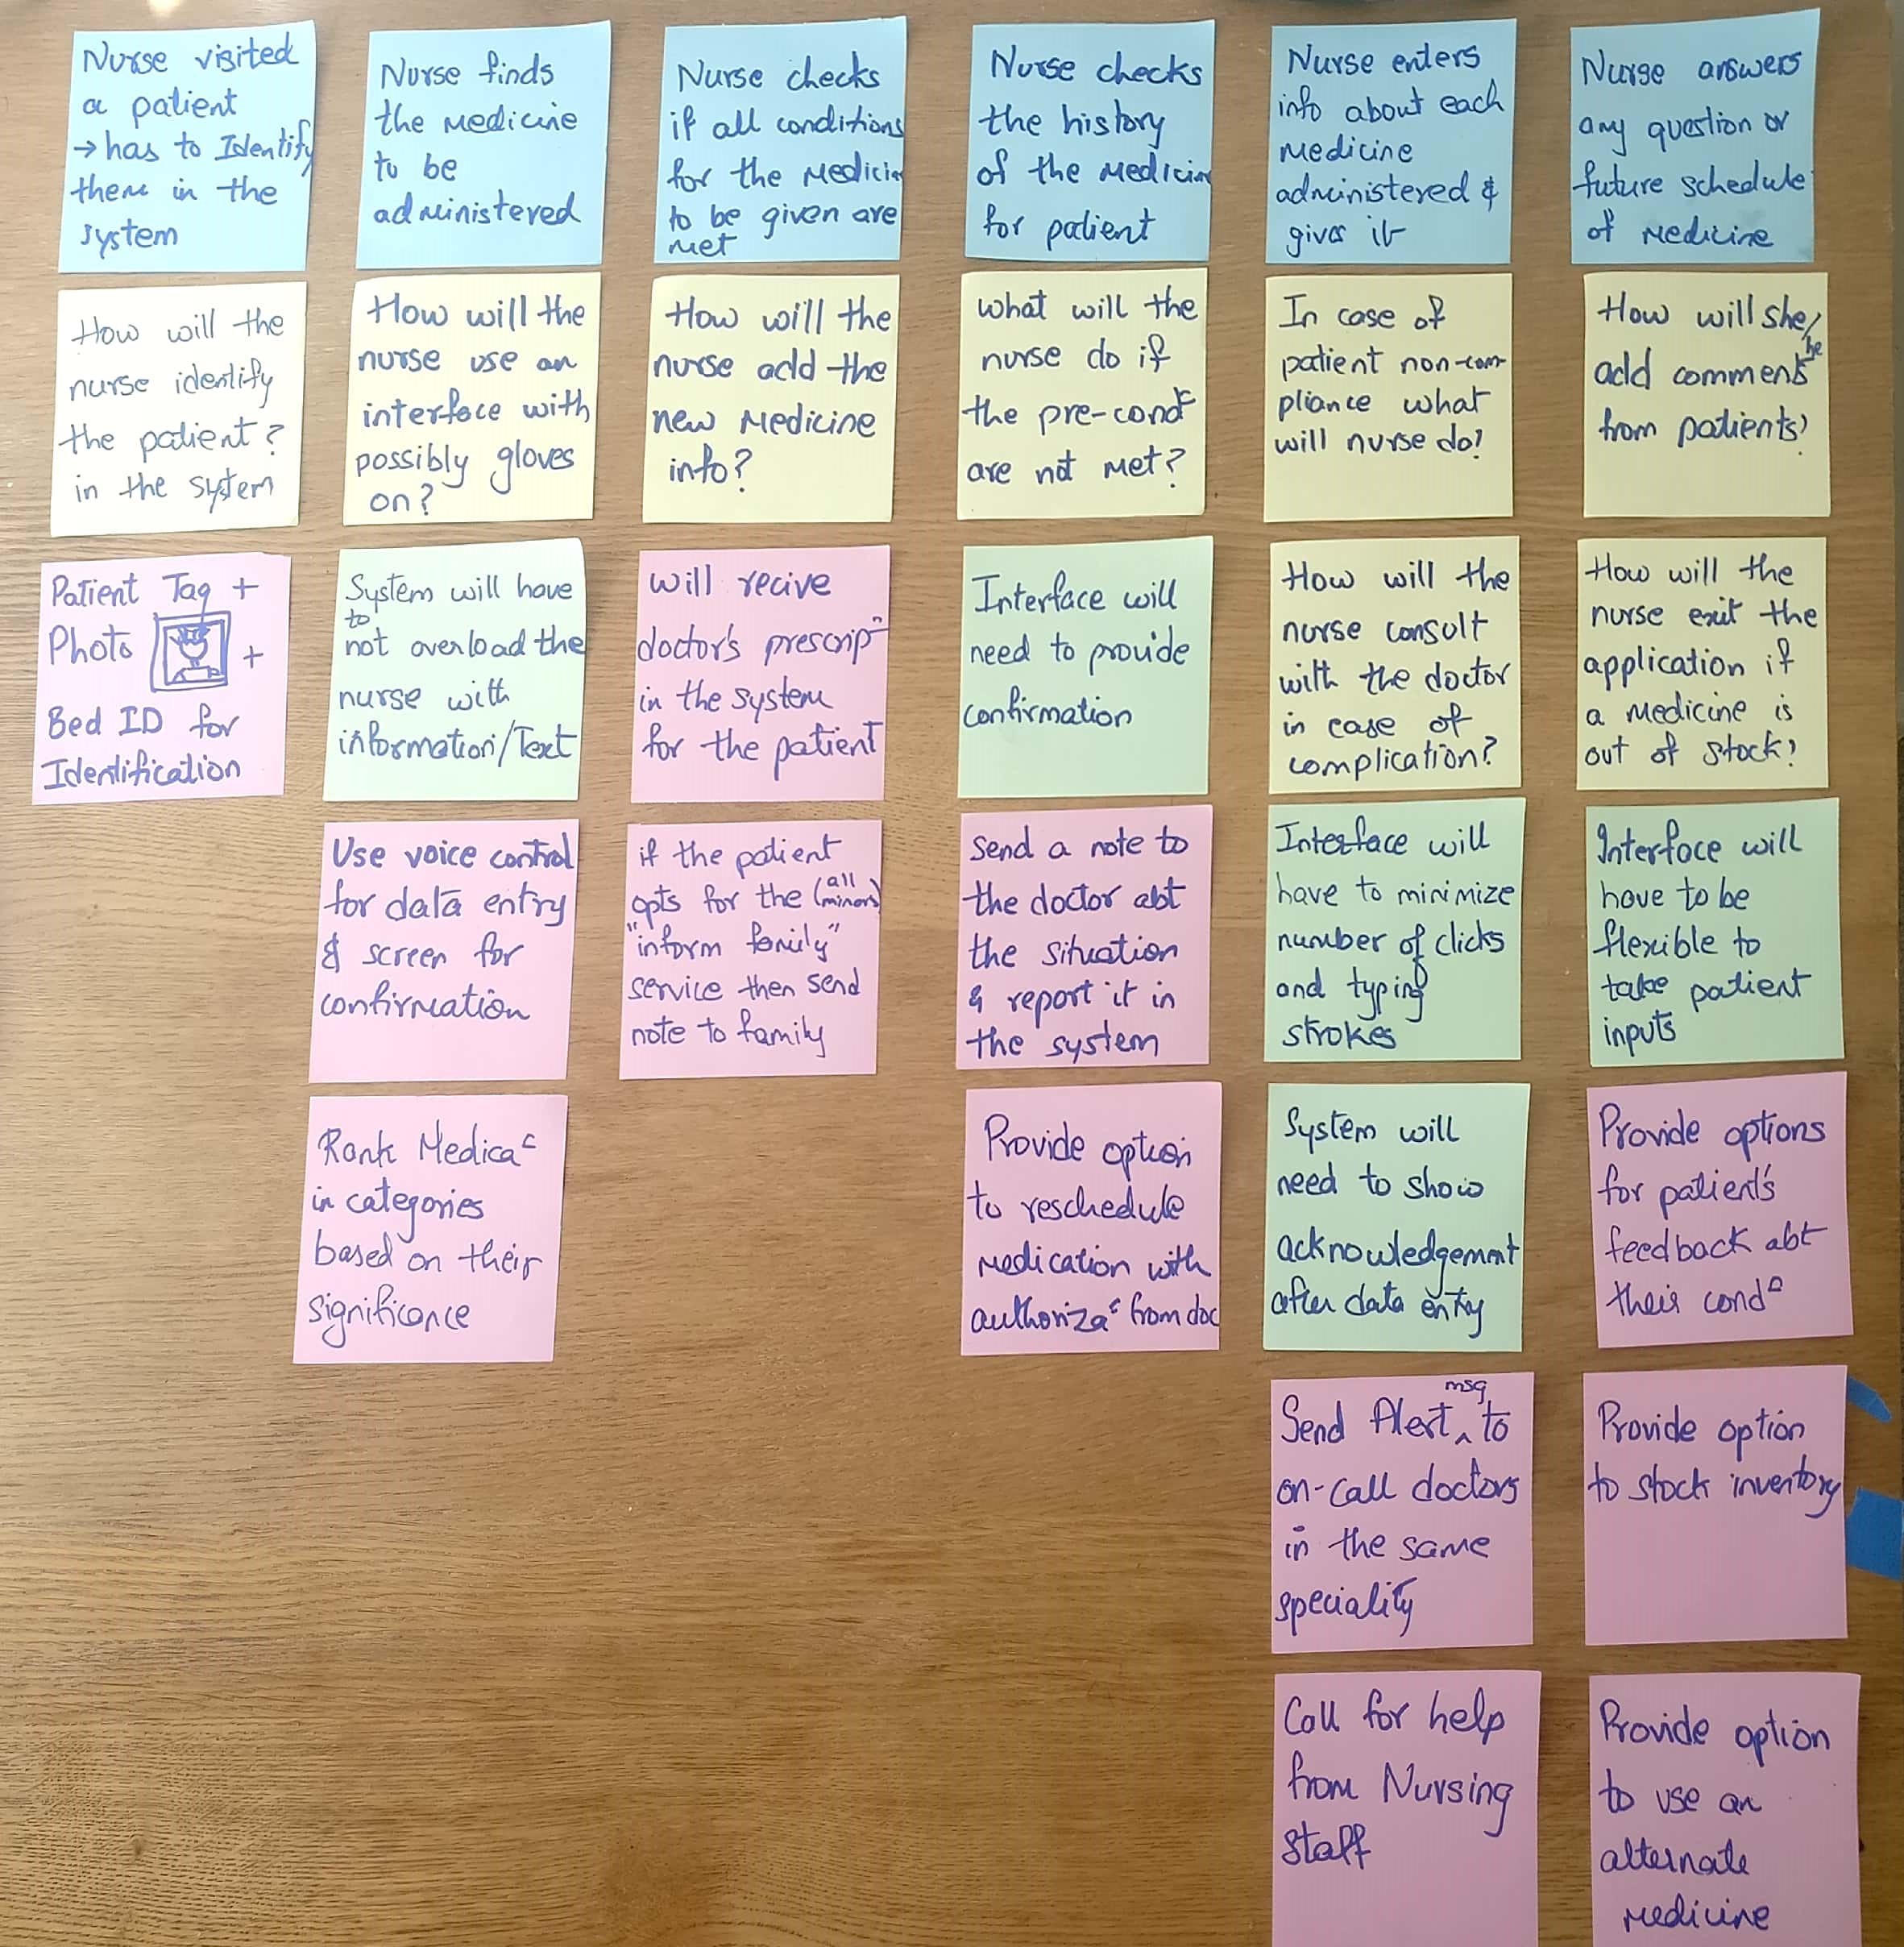 Nurse visited
a patient
→ has to Identify
them in the
system
Nurse finds
the medicine
to be
administered
Nurse checks
if all conditions
for the medicin
to be given are
met
Nurse checks
the history
of the medicin
for patient
Nurse enters
info about each
medicine
administered &
gives it
Nurse answers
any question or
future schedule
of medicine
How will the
nurse identify
the patient?
in the system
How will the
nurse use an
interface with
possibly gloves
on?
How will the
nurse add the
new medicine
info?
what will the
nurse do if
the pre-condⁿ
are not met?
In case of
patient non-com-
pliance what
will nurse do?
How will she/
he
add comments
from patients?
Patient Tag +
Photo +
Bed ID for
Identification
System will have
to
not overload the
nurse with
information/Text
will recive
doctor's prescripⁿ
in the system
for the patient
Interface will
need to provide
confirmation
How will the
nurse consult
with the doctor
in case of
complication?
How will the
nurse exit the
application if
a medicine is
out of stock?
Use voice control
for data entry
& screen for
confirmation
if the patient
opts for the (all minors)
"inform family"
service then send
note to family
Send a note to
the doctor abt
the situation
& report it in
the system
Interface will
have to minimize
number of clicks
and typing
strokes
Interface will
have to be
flexible to
take patient
inputs
Rank Medicaⁿ
in categories
based on their
significance
Provide option
to reschedule
medication with
authorizaⁿ from doc
System will
need to show
acknowledgement
after data entry
Provide options
for patient's
feedback abt
their condⁿ
msg
Send Alert ^ to
on-call doctors
in the same
speciality
Provide option
to stock inventory
Call for help
from Nursing
staff
Provide option
to use an
alternate
medicine